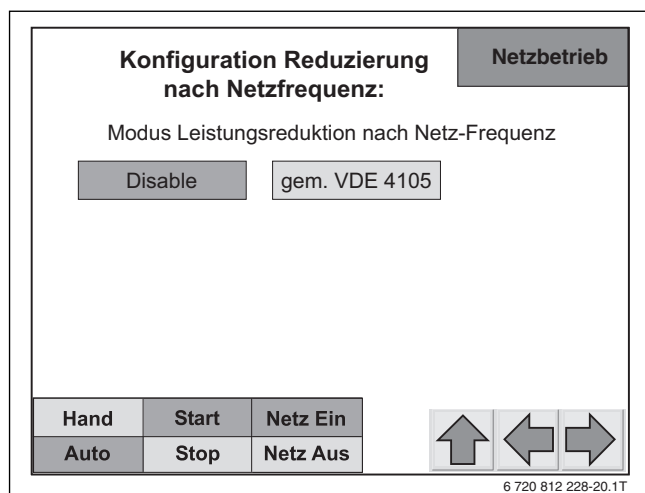 Konfiguration Reduzierung
nach Netzfrequenz:
Netzbetrieb
Modus Leistungsreduktion nach Netz-Frequenz
Disable
gem. VDE 4105
Hand
Start
Netz Ein
Auto
Stop
Netz Aus
6 720 812 228-20.1T